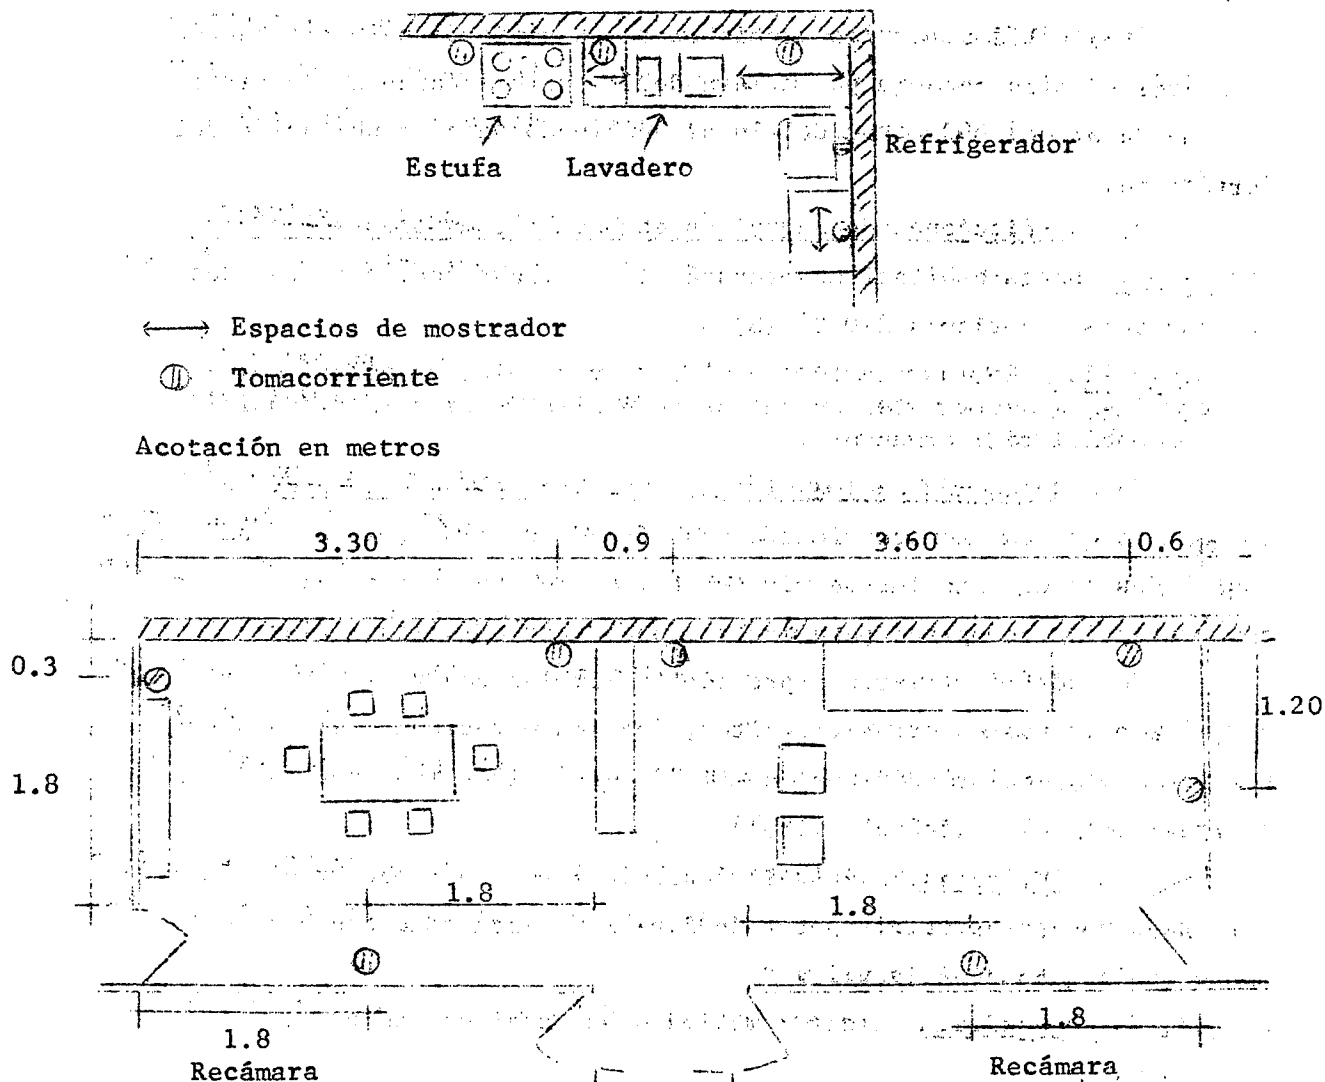 Estufa
Lavadero
Refrigerador
Espacios de mostrador
Tomacorriente
Acotación en metros
3.30
0.9
3.60
0.6
0.3
1.20
1.8
1.8
1.8
1.8
1.8
Recámara
Recámara